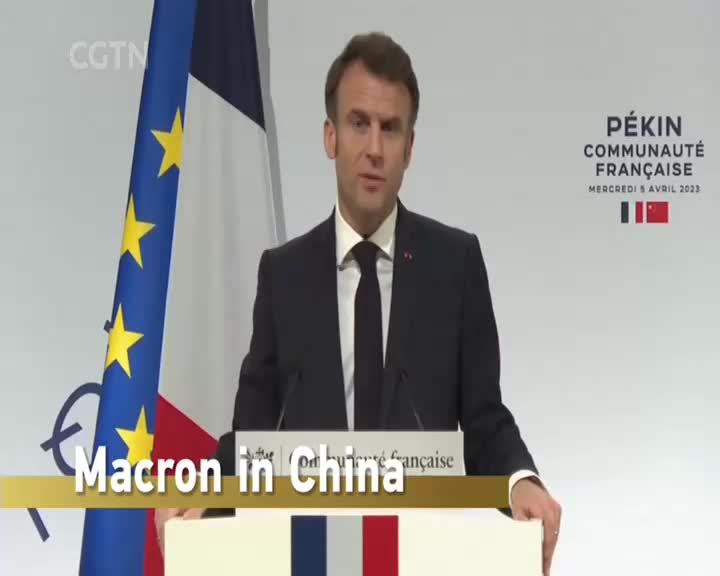 CGTN
PÉKIN
COMMUNAUTÉ
FRANÇAISE
MERCREDI 5 AVRIL 2023
Communauté française
Macron in China